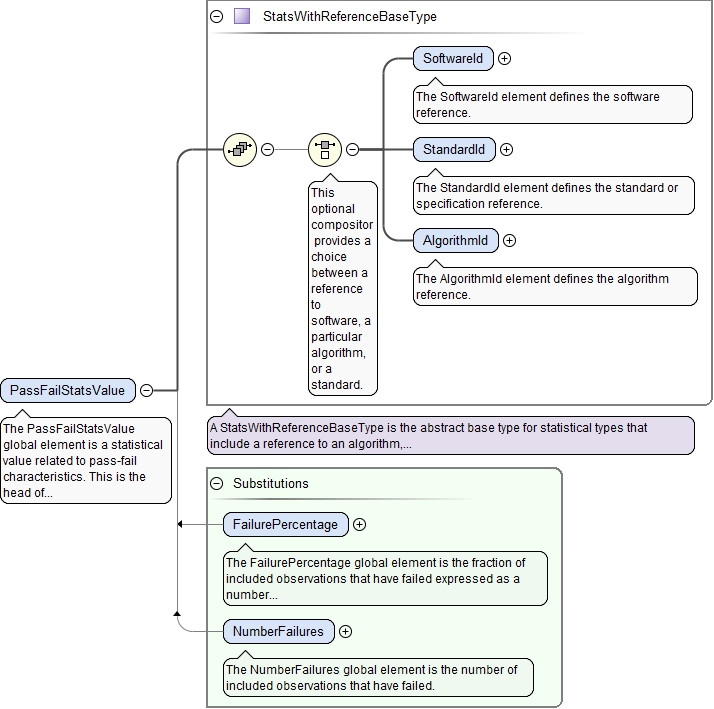 StatsWithReferenceBaseType
SoftwareId
The SoftwareId element defines the software
reference.
StandardId
The StandardId element defines the standard or
specification reference.
This
optional
compositor
provides a
choice
between a
reference
to
software, a
particular
algorithm,
or a
standard.
AlgorithmId
The AlgorithmId element defines the algorithm
reference.
PassFailStatsValue
The PassFailStatsValue
global element is a statistical
value related to pass-fail
characteristics. This is the
head of...
A StatsWithReferenceBaseType is the abstract base type for statistical types that
include a reference to an algorithm,...
Substitutions
FailurePercentage
The FailurePercentage global element is the fraction of
included observations that have failed expressed as a
number...
NumberFailures
The NumberFailures global element is the number of
included observations that have failed.